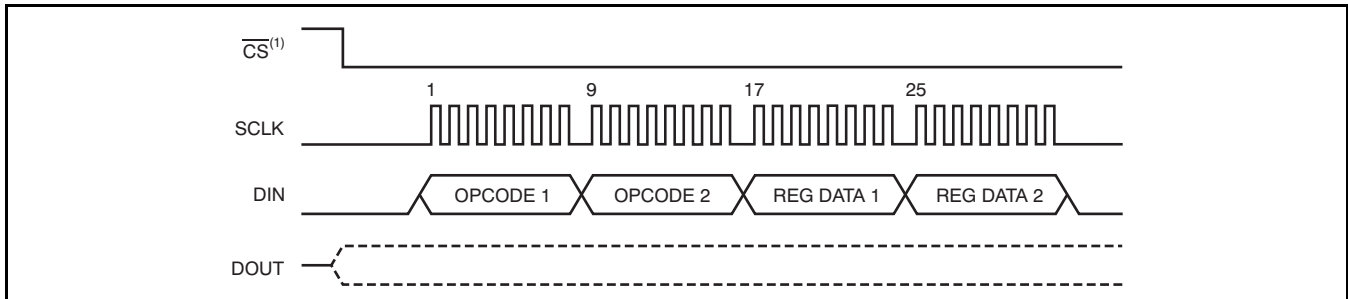 CS(1)
1 9 17 25
SCLK
DIN OPCODE 1 OPCODE 2 REG DATA 1 REG DATA 2
DOUT